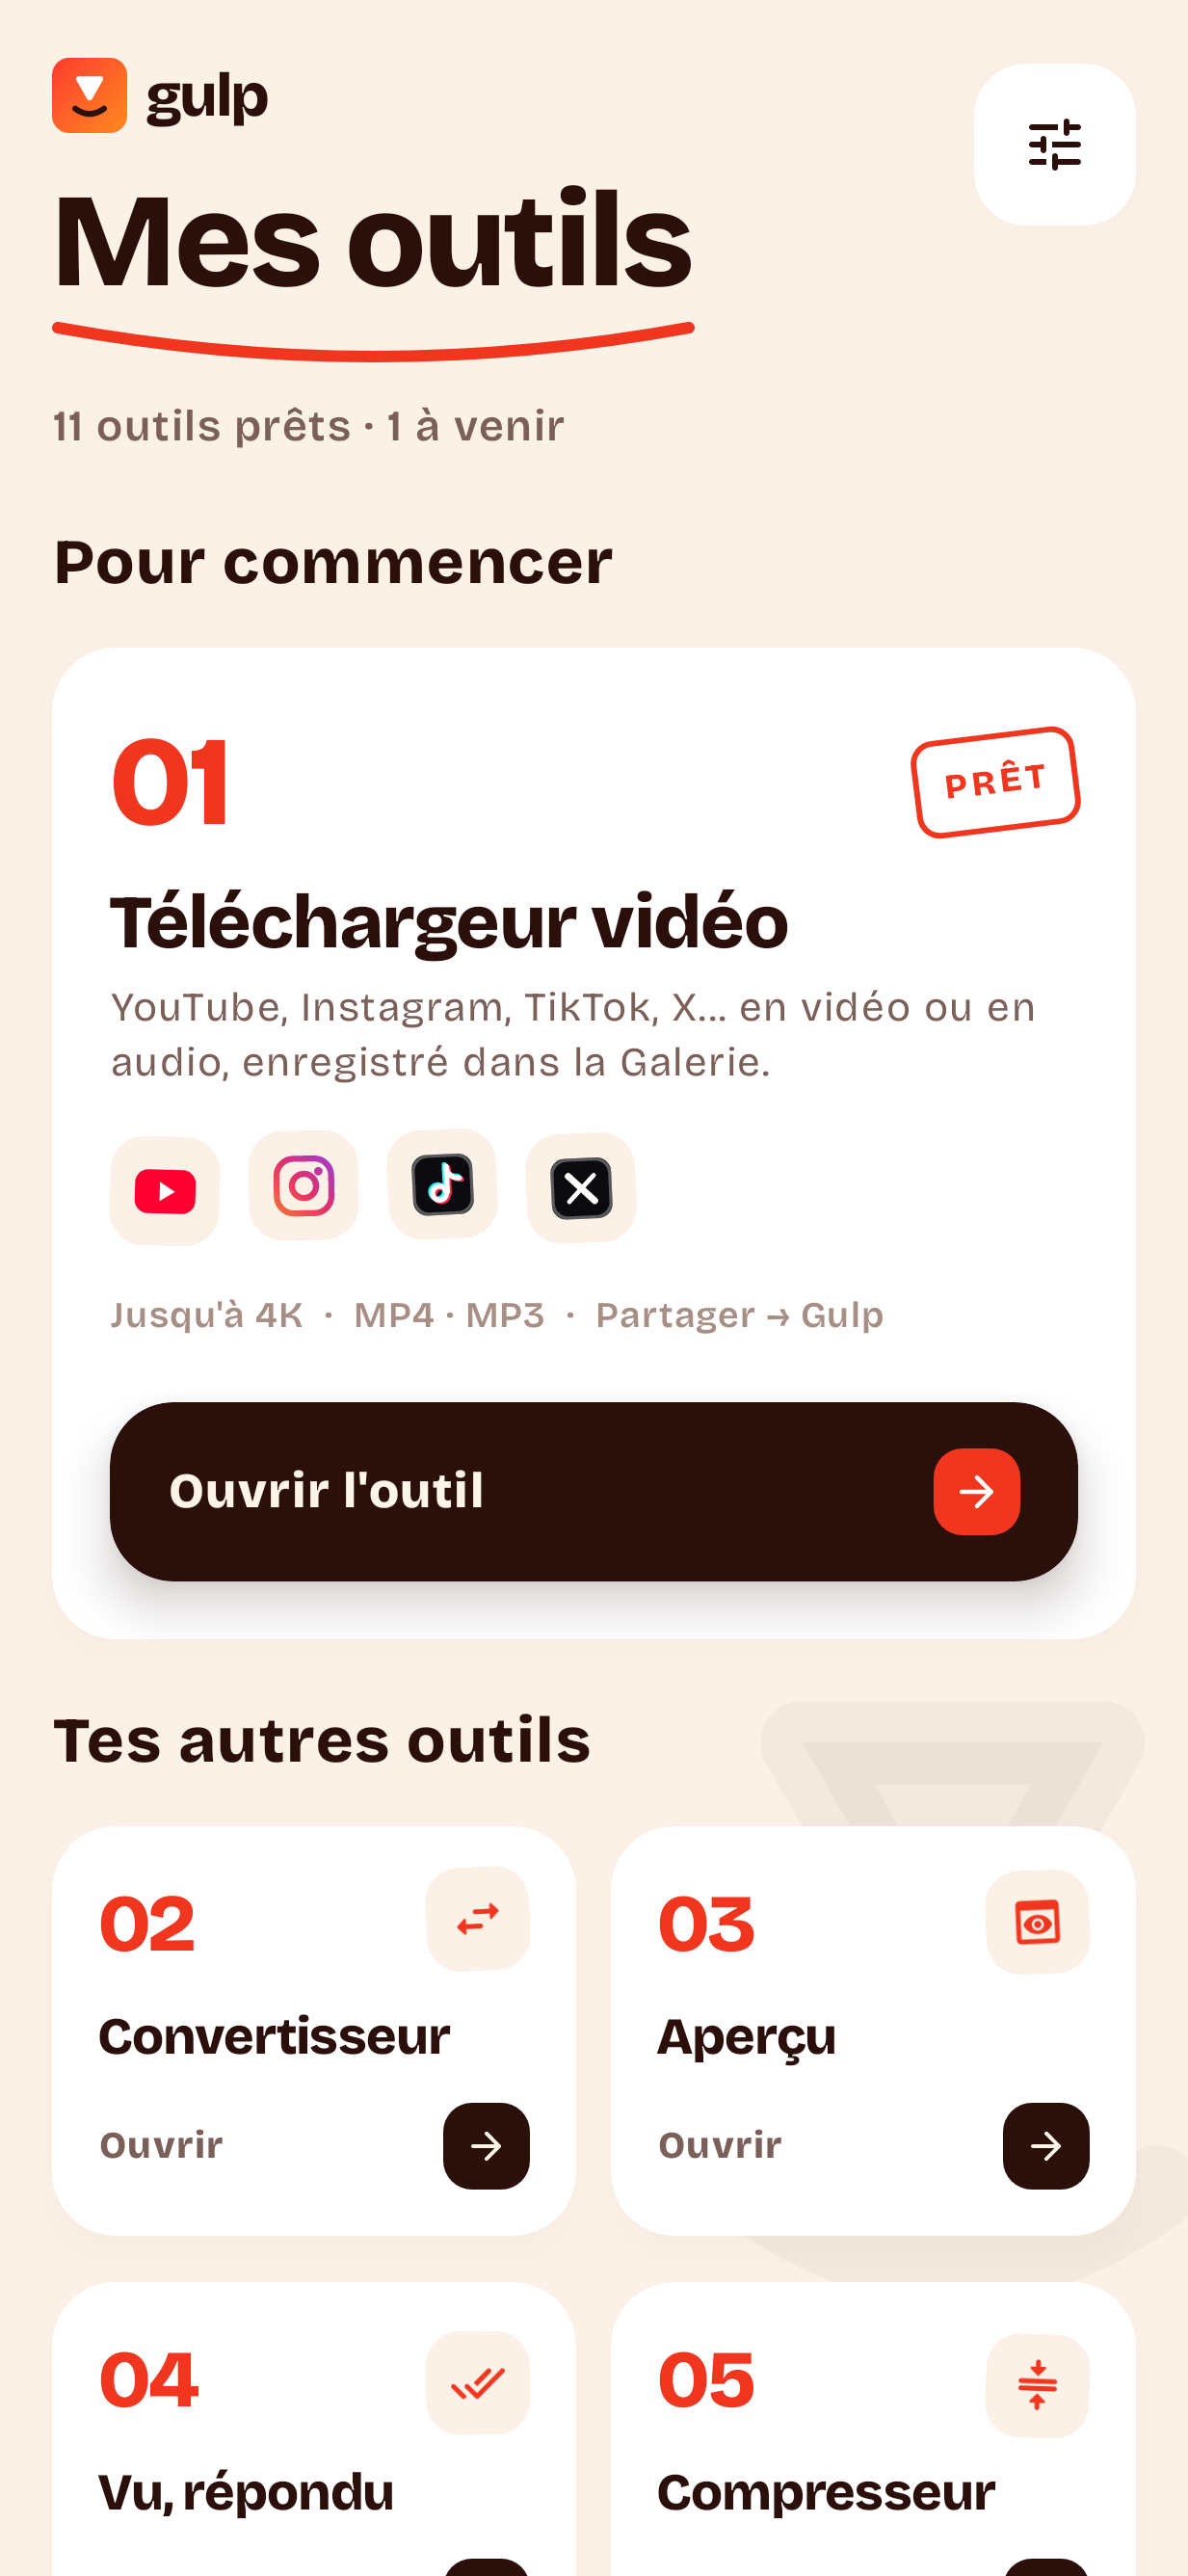 gulp
Mes outils
11 outils prêts · 1 à venir
Pour commencer
01
PRÊT
Téléchargeur vidéo
YouTube, Instagram, TikTok, X... en vidéo ou en
audio, enregistré dans la Galerie.
Jusqu'à 4K · MP4 · MP3 · Partager → Gulp
Ouvrir l'outil
Tes autres outils
02
03
Convertisseur
Aperçu
Ouvrir
Ouvrir
04
05
Vu, répondu
Compresseur